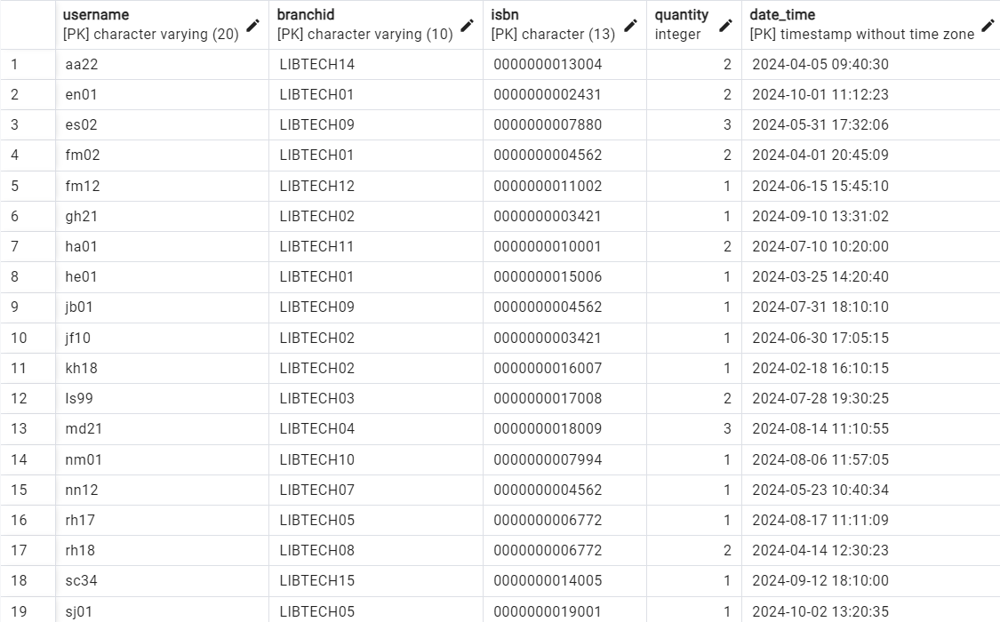 username branchid isbn quantity date_time
[PK] character varying (20) [PK] character varying (10) [PK] character (13) integer [PK] timestamp without time zone
1 aa22 LIBTECH14 0000000013004 2 2024-04-05 09:40:30
2 en01 LIBTECH01 0000000002431 2 2024-10-01 11:12:23
3 es02 LIBTECH09 0000000007880 3 2024-05-31 17:32:06
4 fm02 LIBTECH01 0000000004562 2 2024-04-01 20:45:09
5 fm12 LIBTECH12 0000000011002 1 2024-06-15 15:45:10
6 gh21 LIBTECH02 0000000003421 1 2024-09-10 13:31:02
7 ha01 LIBTECH11 0000000010001 2 2024-07-10 10:20:00
8 he01 LIBTECH01 0000000015006 1 2024-03-25 14:20:40
9 jb01 LIBTECH09 0000000004562 1 2024-07-31 18:10:10
10 jf10 LIBTECH02 0000000003421 1 2024-06-30 17:05:15
11 kh18 LIBTECH02 0000000016007 1 2024-02-18 16:10:15
12 ls99 LIBTECH03 0000000017008 2 2024-07-28 19:30:25
13 md21 LIBTECH04 0000000018009 3 2024-08-14 11:10:55
14 nm01 LIBTECH10 0000000007994 1 2024-08-06 11:57:05
15 nn12 LIBTECH07 0000000004562 1 2024-05-23 10:40:34
16 rh17 LIBTECH05 0000000006772 1 2024-08-17 11:11:09
17 rh18 LIBTECH08 0000000006772 2 2024-04-14 12:30:23
18 sc34 LIBTECH15 0000000014005 1 2024-09-12 18:10:00
19 sj01 LIBTECH05 0000000019001 1 2024-10-02 13:20:35